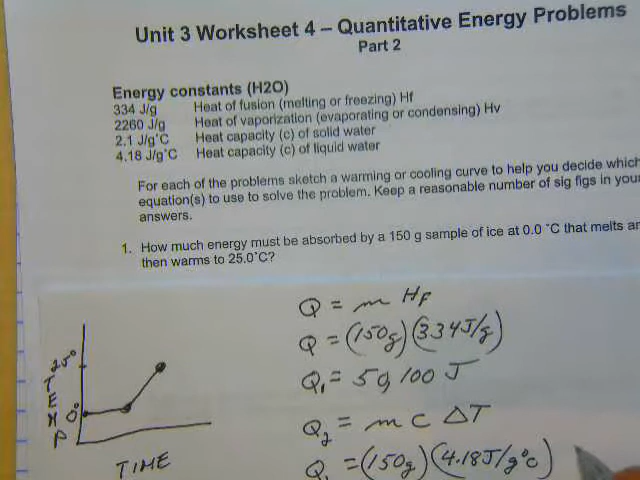 Unit 3 Worksheet 4 – Quantitative Energy Problems
Part 2
Energy constants (H2O)
334 J/g Heat of fusion (melting or freezing) Hf
2260 J/g Heat of vaporization (evaporating or condensing) Hv
2.1 J/g°C Heat capacity (c) of solid water
4.18 J/g°C Heat capacity (c) of liquid water
For each of the problems sketch a warming or cooling curve to help you decide which
equation(s) to use to solve the problem. Keep a reasonable number of sig figs in your
answers.
1. How much energy must be absorbed by a 150 g sample of ice at 0.0 °C that melts an
then warms to 25.0°C?
Q = m Hf
Q = (150g)(334J/g)
Q₁ = 50,100 J
Q₂ = m c ΔT
Q₂ = (150g)(4.18J/g°C)
25°
0°
TEMP
TIME